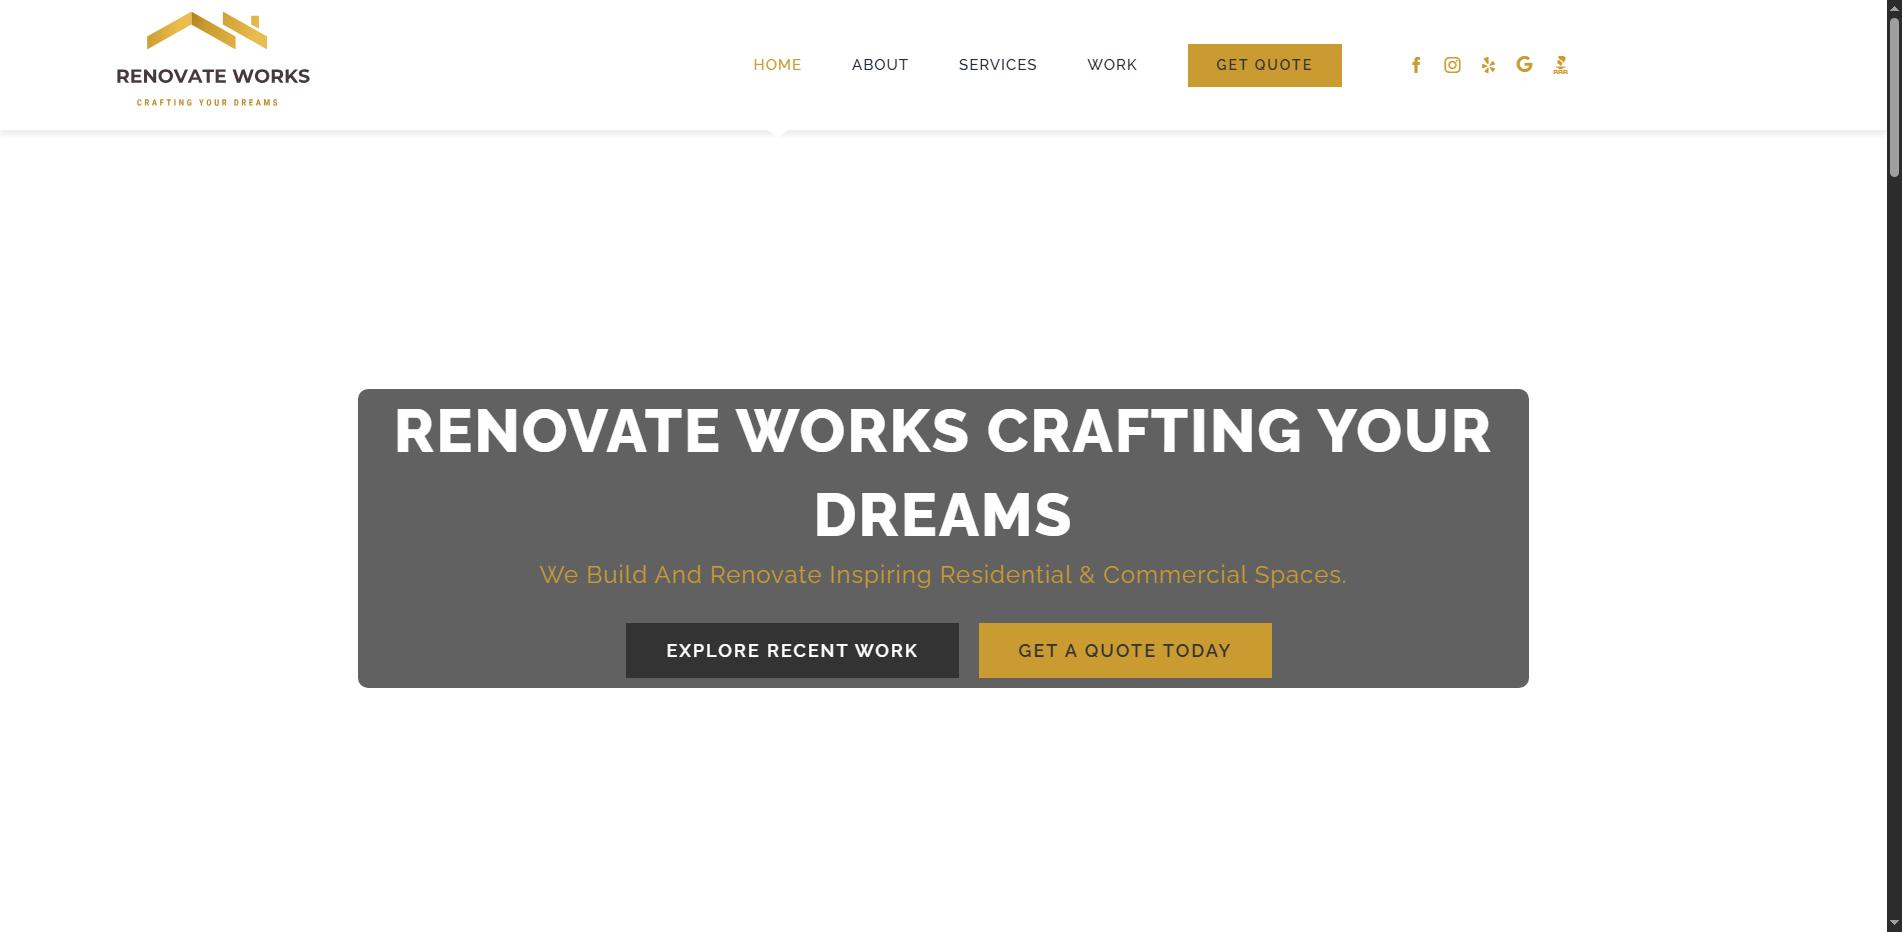 RENOVATE WORKS
CRAFTING YOUR DREAMS
HOME
ABOUT
SERVICES
WORK
GET QUOTE
RENOVATE WORKS CRAFTING YOUR
DREAMS
We Build And Renovate Inspiring Residential & Commercial Spaces.
EXPLORE RECENT WORK
GET A QUOTE TODAY